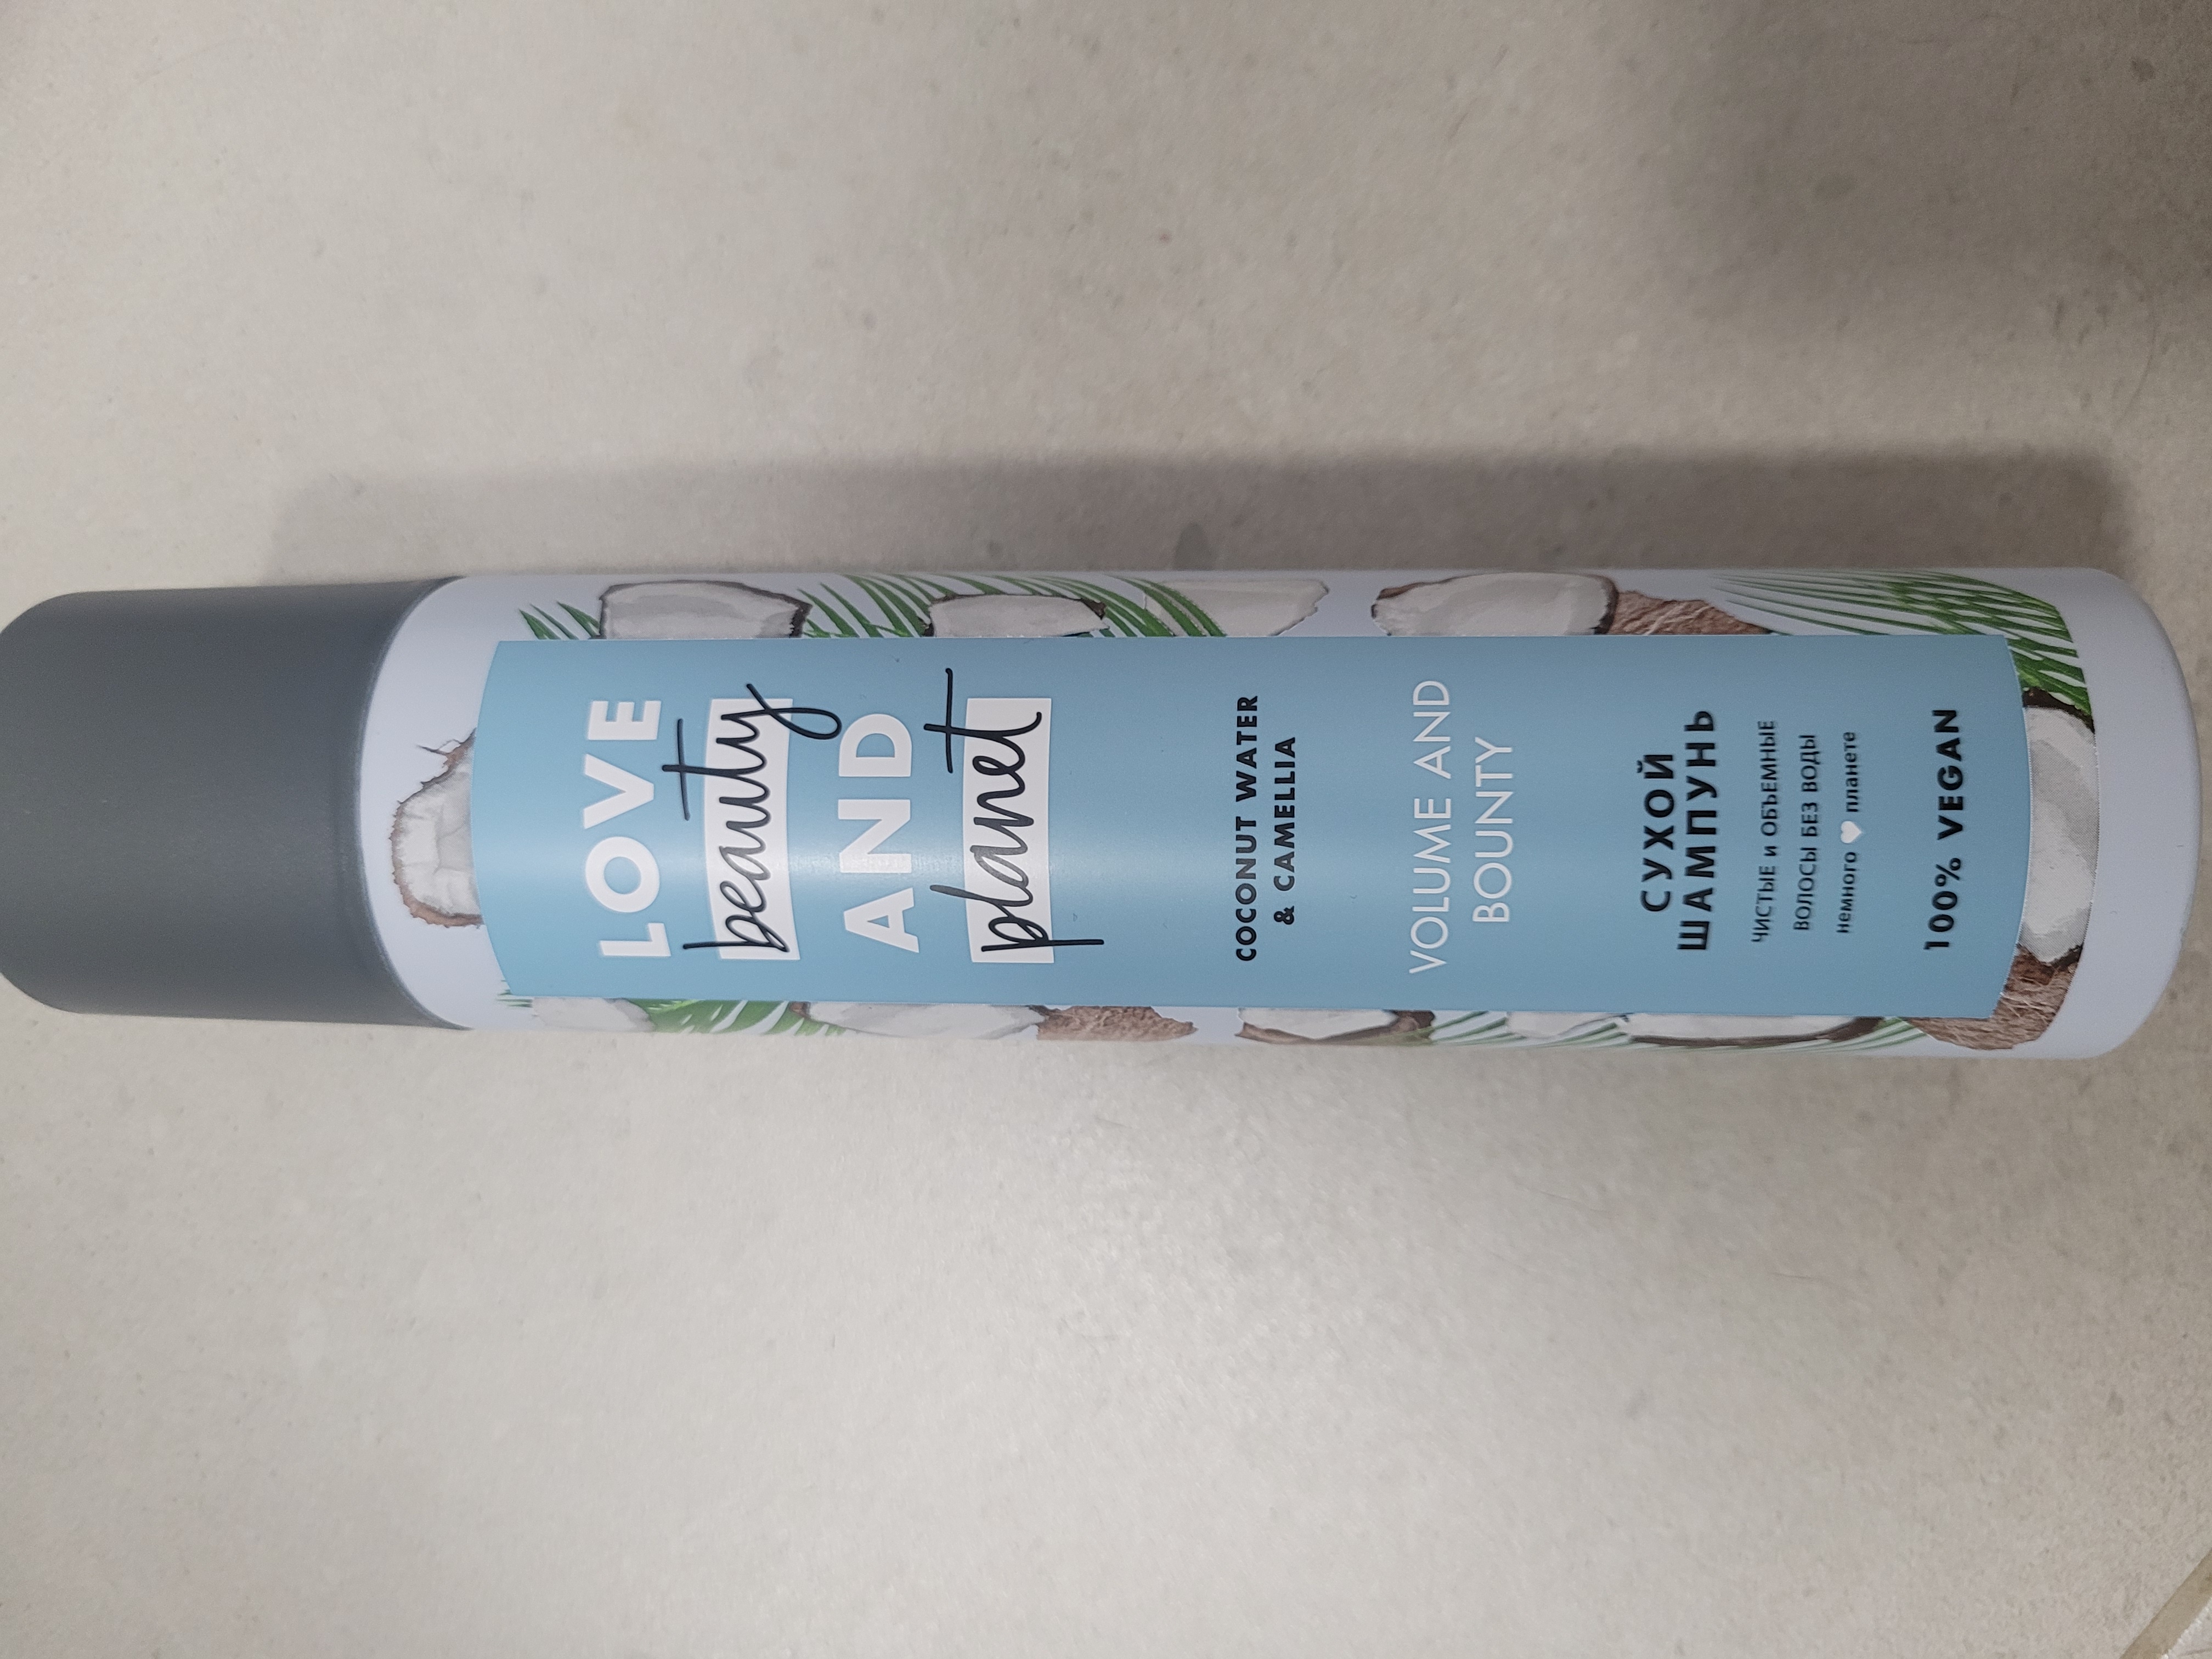 LOVE
beauty
AND
planet
COCONUT WATER
& CAMELLIA
VOLUME AND
BOUNTY
СУХОЙ
ШАМПУНЬ
ЧИСТЫЕ и ОБЪЕМНЫЕ
ВОЛОСЫ БЕЗ ВОДЫ
немного 🤍 планете
100% VEGAN